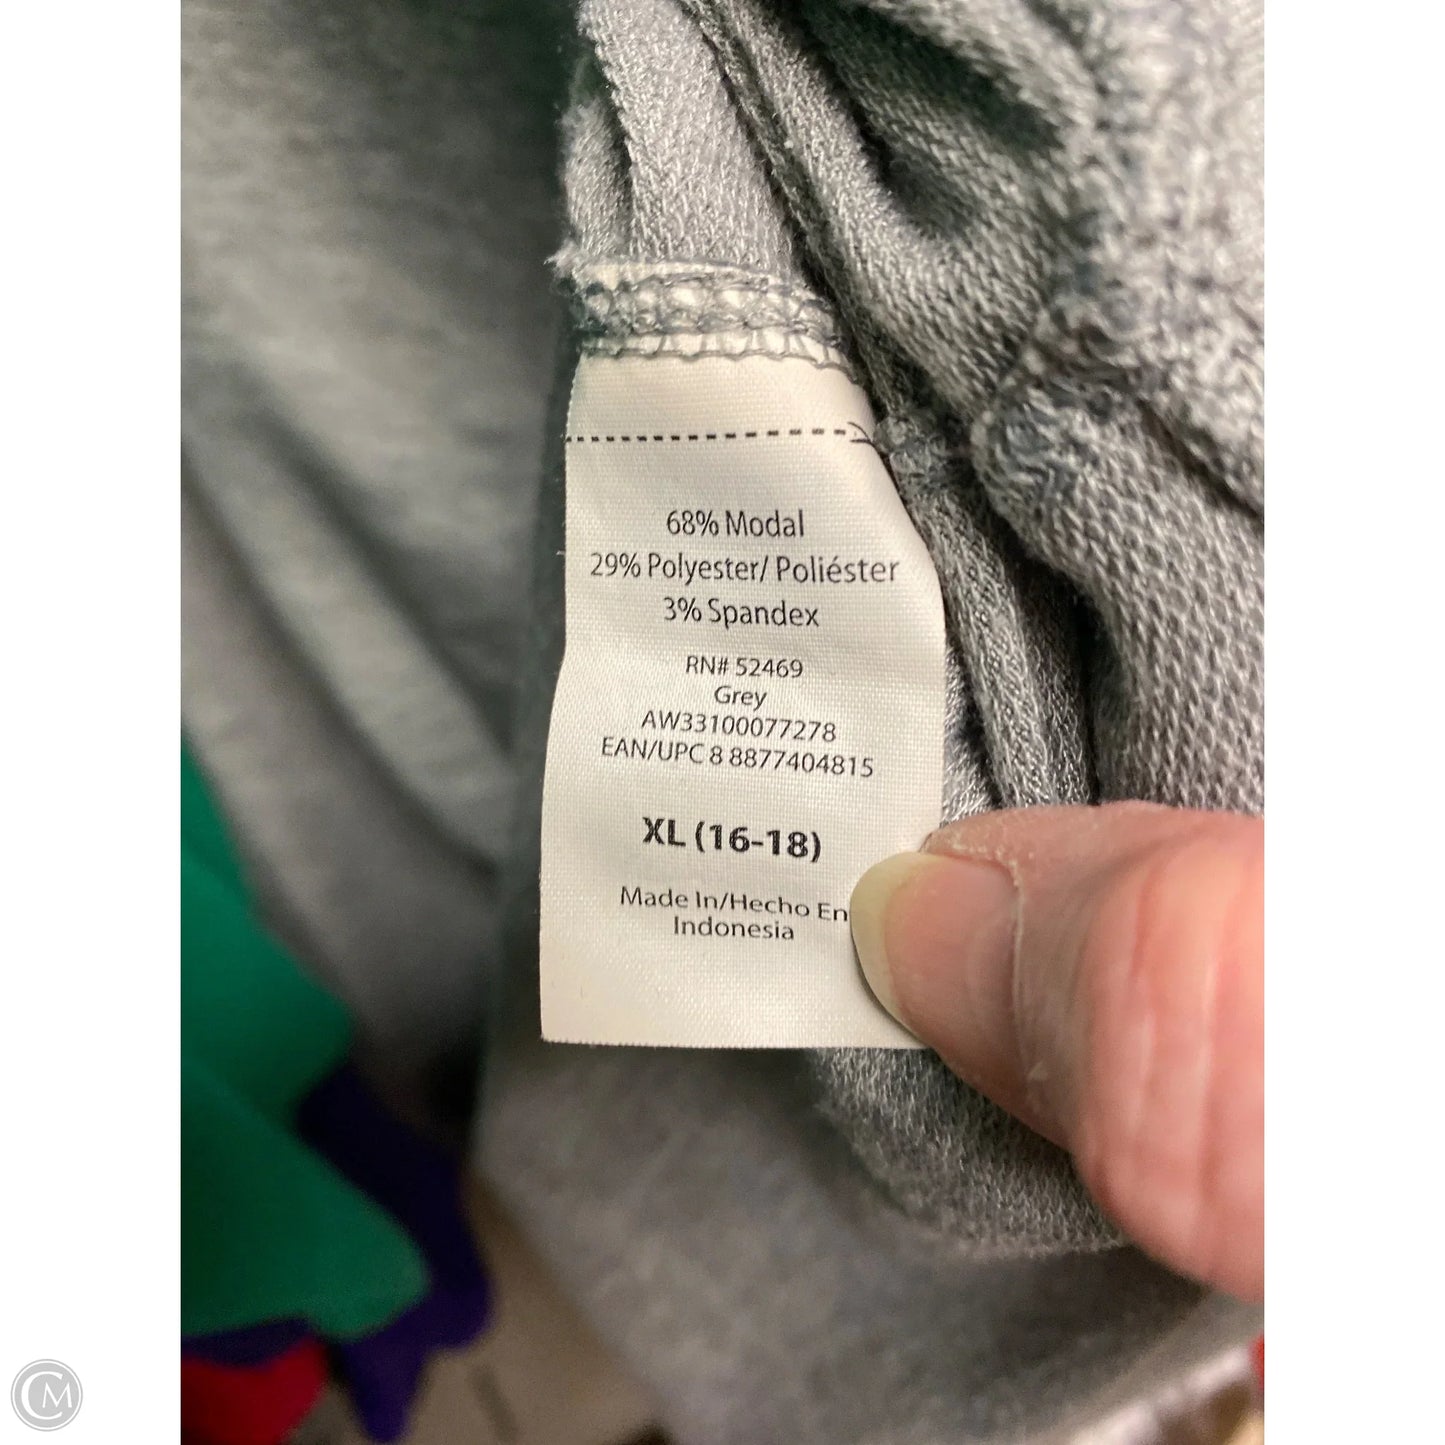 68% Modal
29% Polyester/ Poliéster
3% Spandex
RN# 52469
Grey
AW33100077278
EAN/UPC 8 8877404815
XL (16-18)
Made In/Hecho En
Indonesia
CM